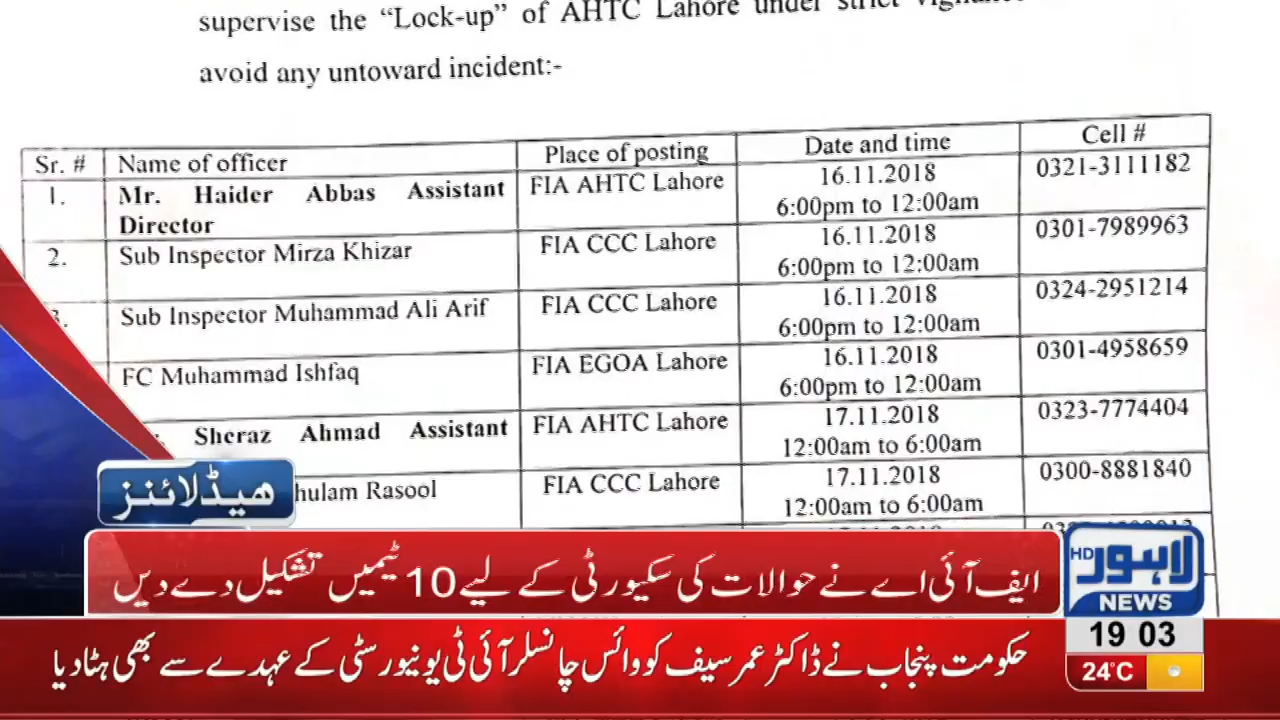 supervise the “Lock-up” of AHTC Lahore under strict
avoid any untoward incident:-
Sr. # Name of officer Place of posting Date and time Cell #
1. Mr. Haider Abbas Assistant Director FIA AHTC Lahore 16.11.2018 6:00pm to 12:00am 0321-3111182
2. Sub Inspector Mirza Khizar FIA CCC Lahore 16.11.2018 6:00pm to 12:00am 0301-7989963
3. Sub Inspector Muhammad Ali Arif FIA CCC Lahore 16.11.2018 6:00pm to 12:00am 0324-2951214
FC Muhammad Ishfaq FIA EGOA Lahore 16.11.2018 6:00pm to 12:00am 0301-4958659
Sheraz Ahmad Assistant FIA AHTC Lahore 17.11.2018 12:00am to 6:00am 0323-7774404
hulam Rasool FIA CCC Lahore 17.11.2018 12:00am to 6:00am 0300-8881840
ہیڈلائنز
ایف آئی اے نے حوالات کی سکیورٹی کے لیے 10 ٹیمیں تشکیل دے دیں
لاہور HD
NEWS
19 03
24°C
حکومت پنجاب نے ڈاکٹر عمر سیف کو وائس چانسلر آئی ٹی یونیورسٹی کے عہدے سے بھی ہٹا دیا